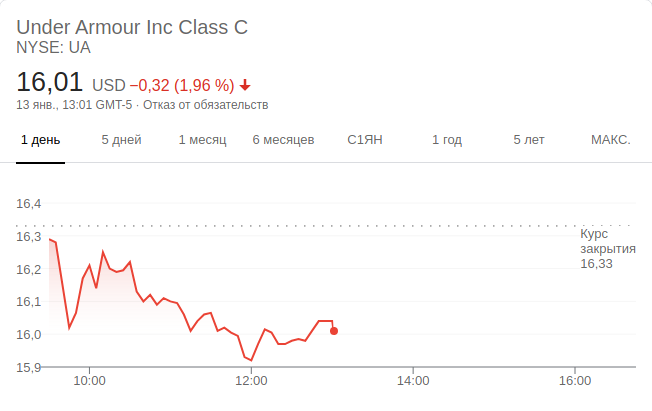 Under Armour Inc Class C
NYSE: UA
16,01 USD −0,32 (1,96 %)
13 янв., 13:01 GMT-5 · Отказ от обязательств
1 день 5 дней 1 месяц 6 месяцев С1ЯН 1 год 5 лет МАКС.
16,4
16,3
Курс
закрытия
16,33
16,2
16,1
16,0
15,9
10:00 12:00 14:00 16:00